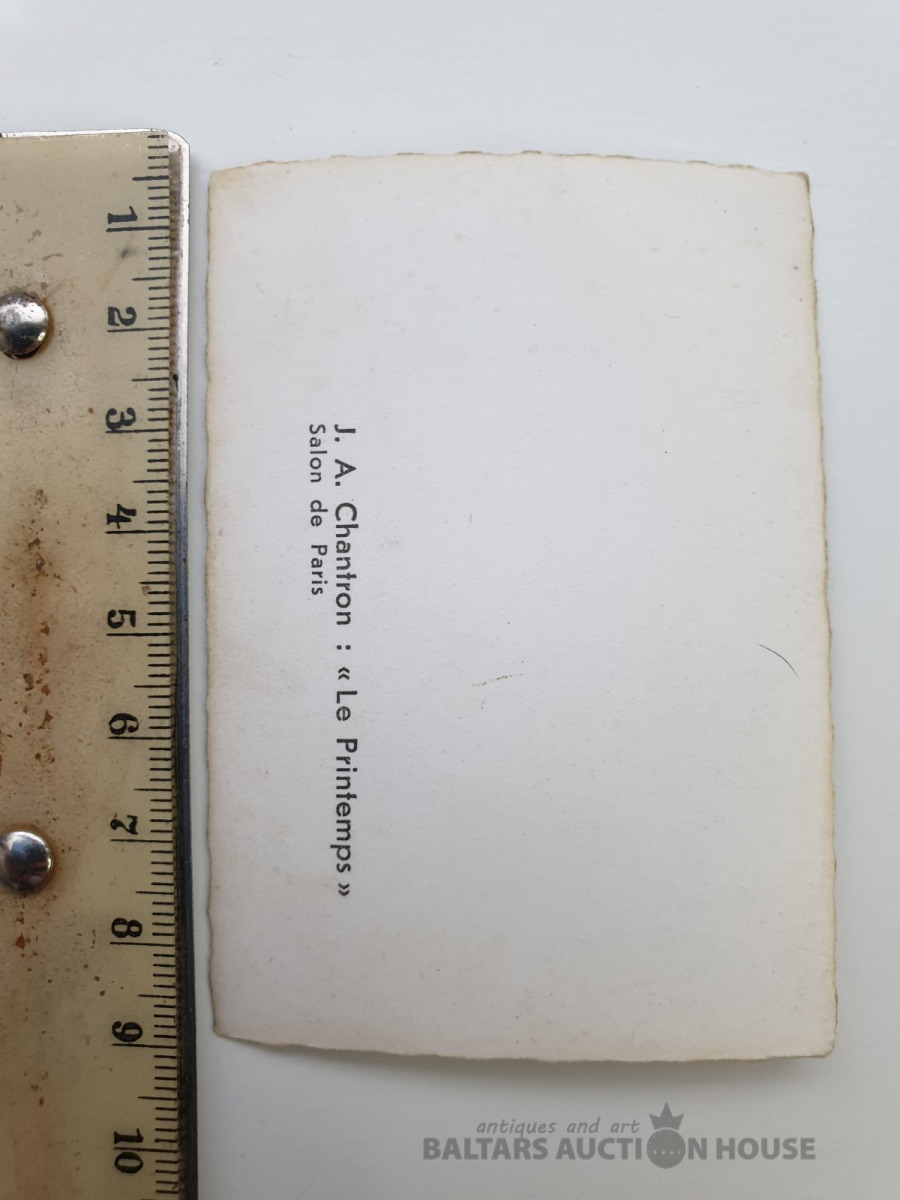 J. A. Chantron : « Le Printemps »
Salon de Paris
1
2
3
4
5
6
7
8
9
10
antiques and art
BALTARS AUCTION HOUSE